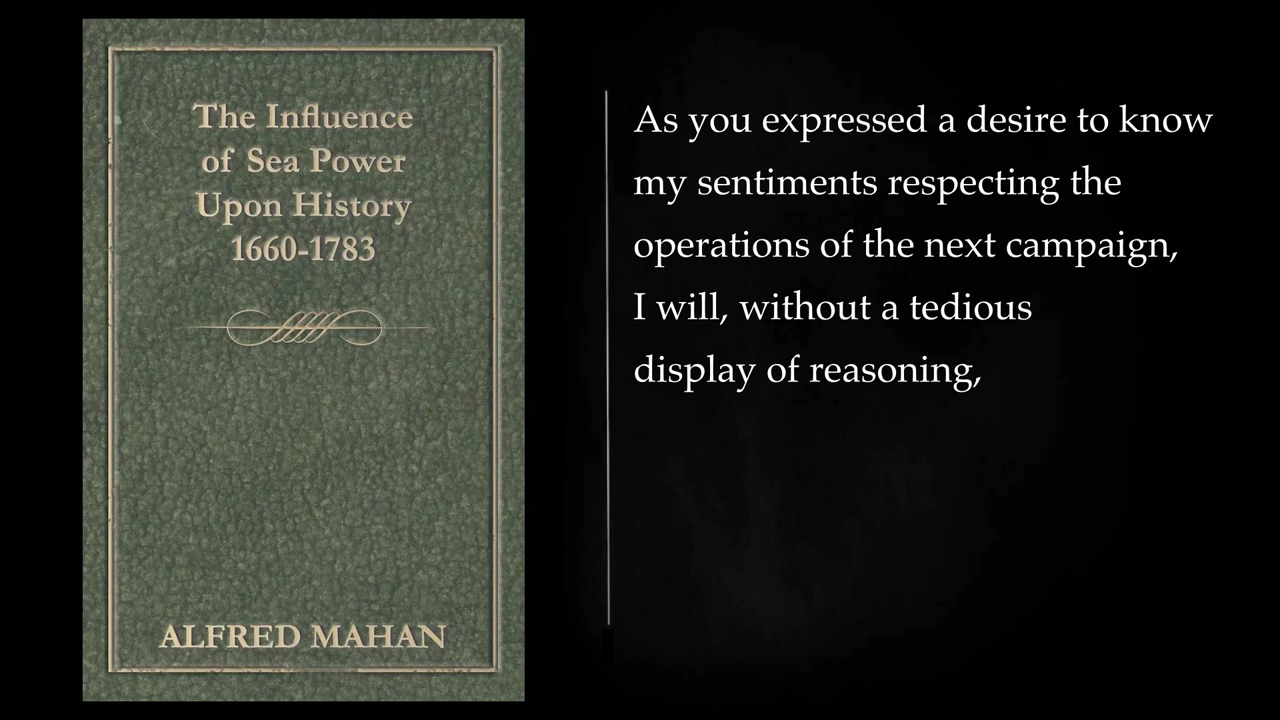 The Influence
of Sea Power
Upon History
1660-1783
ALFRED MAHAN
As you expressed a desire to know
my sentiments respecting the
operations of the next campaign,
I will, without a tedious
display of reasoning,